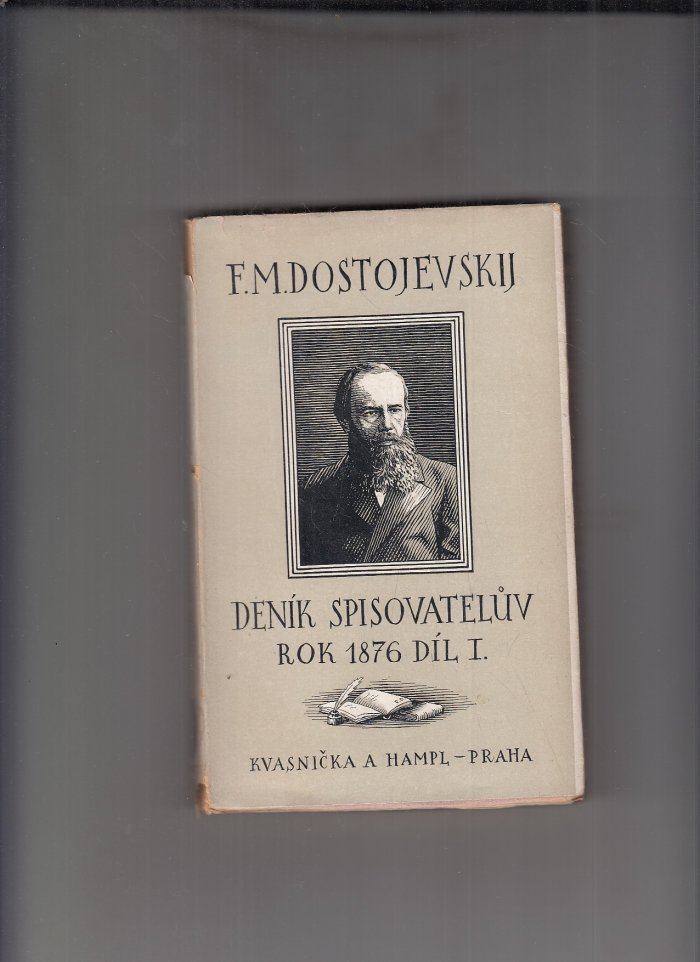 F.M.DOSTOJEVSKIJ
DENÍK SPISOVATELŮV
ROK 1876 DÍL I.
KVASNIČKA A HAMPL – PRAHA